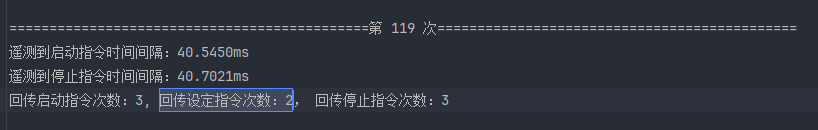 ==============================================第 119 次==============================================
遥测到启动指令时间间隔：40.5450ms
遥测到停止指令时间间隔：40.7021ms
回传启动指令次数：3, 回传设定指令次数：2， 回传停止指令次数：3